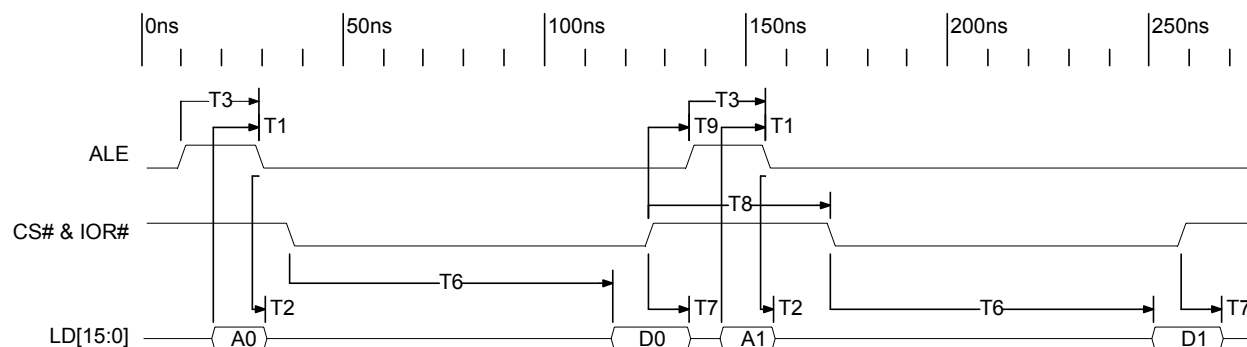 0ns 50ns 100ns 150ns 200ns 250ns
T3 T3
T1 T9 T1
ALE
T8
CS# & IOR#
T6 T6
T2 T7 T2 T7
LD[15:0] A0 D0 A1 D1